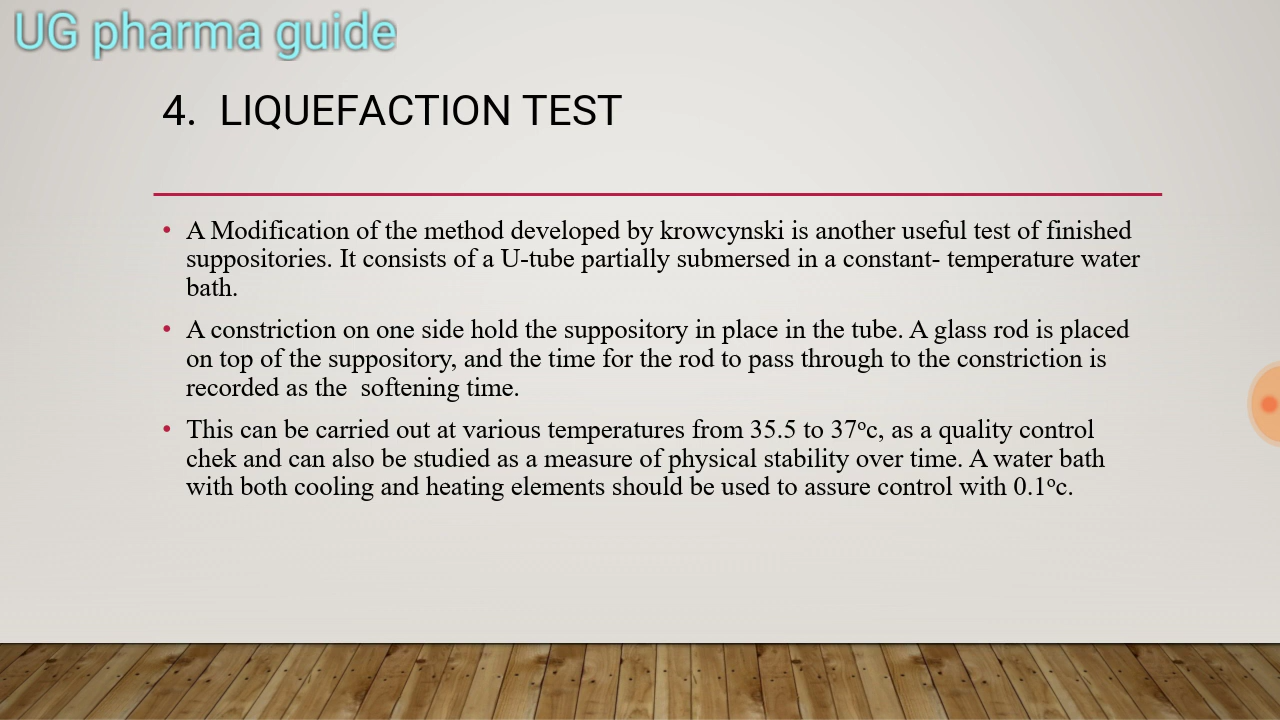 UG pharma guide
4. LIQUEFACTION TEST
• A Modification of the method developed by krowcynski is another useful test of finished
suppositories. It consists of a U-tube partially submersed in a constant- temperature water
bath.
• A constriction on one side hold the suppository in place in the tube. A glass rod is placed
on top of the suppository, and the time for the rod to pass through to the constriction is
recorded as the softening time.
• This can be carried out at various temperatures from 35.5 to 37ºc, as a quality control
chek and can also be studied as a measure of physical stability over time. A water bath
with both cooling and heating elements should be used to assure control with 0.1ºc.